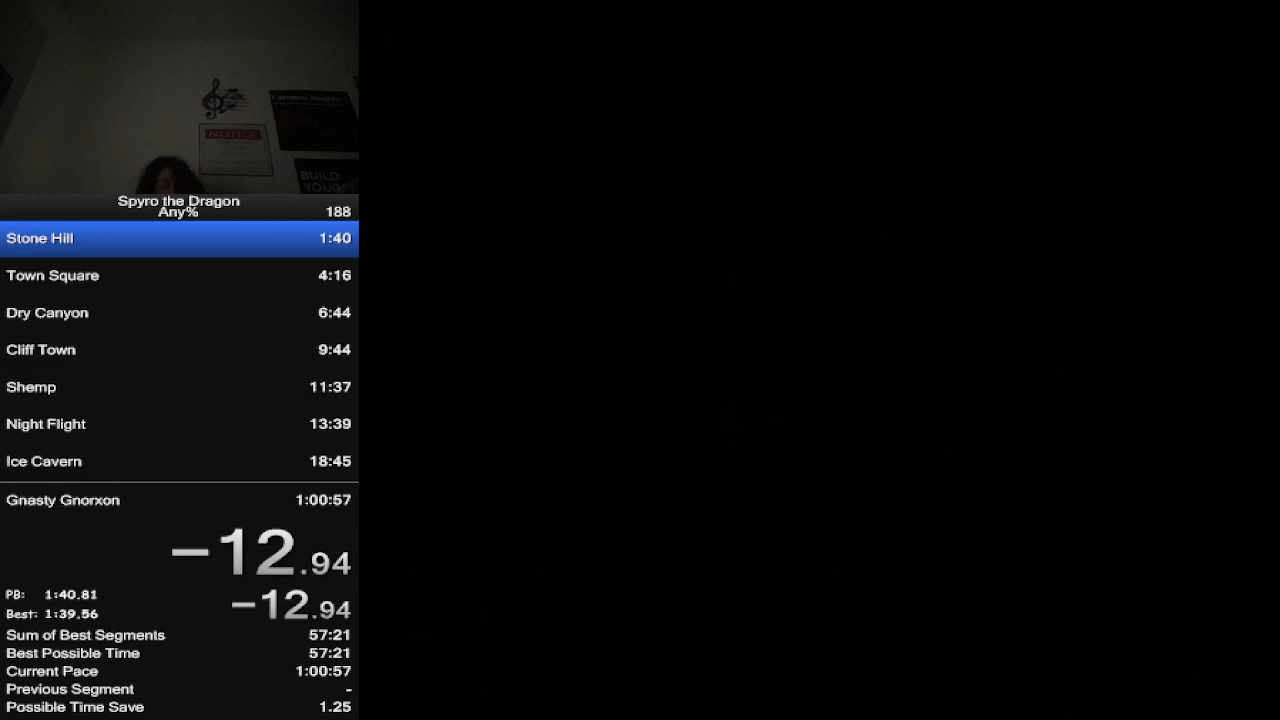 NOTICE
BUILD
YOUR
Spyro the Dragon
Any% 188
Stone Hill 1:40
Town Square 4:16
Dry Canyon 6:44
Cliff Town 9:44
Shemp 11:37
Night Flight 13:39
Ice Cavern 18:45
Gnasty Gnorxon 1:00:57
-12.94
PB: 1:40.81
Best: 1:39.56
-12.94
Sum of Best Segments 57:21
Best Possible Time 57:21
Current Pace 1:00:57
Previous Segment -
Possible Time Save 1.25